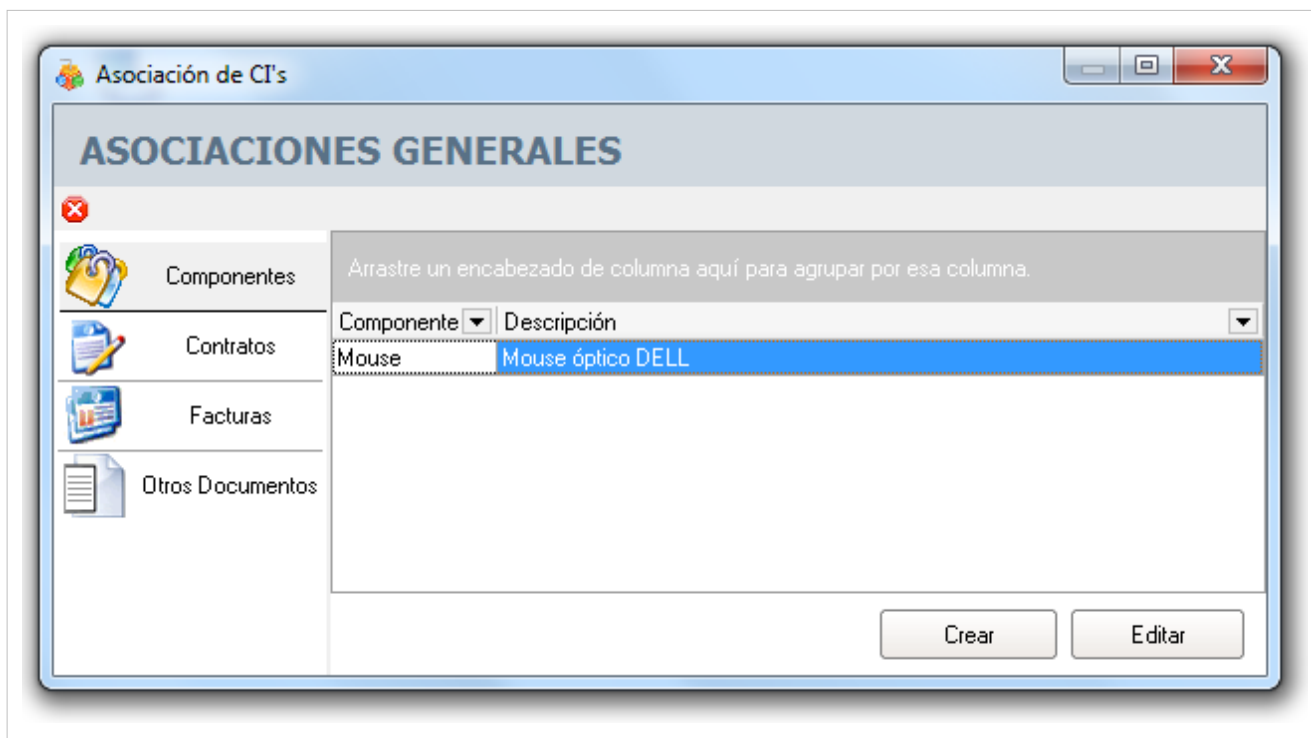 Asociación de CI's
ASOCIACIONES GENERALES
Componentes
Contratos
Facturas
Otros Documentos
Arrastre un encabezado de columna aquí para agrupar por esa columna.
Componente Descripción
Mouse Mouse óptico DELL
Crear Editar